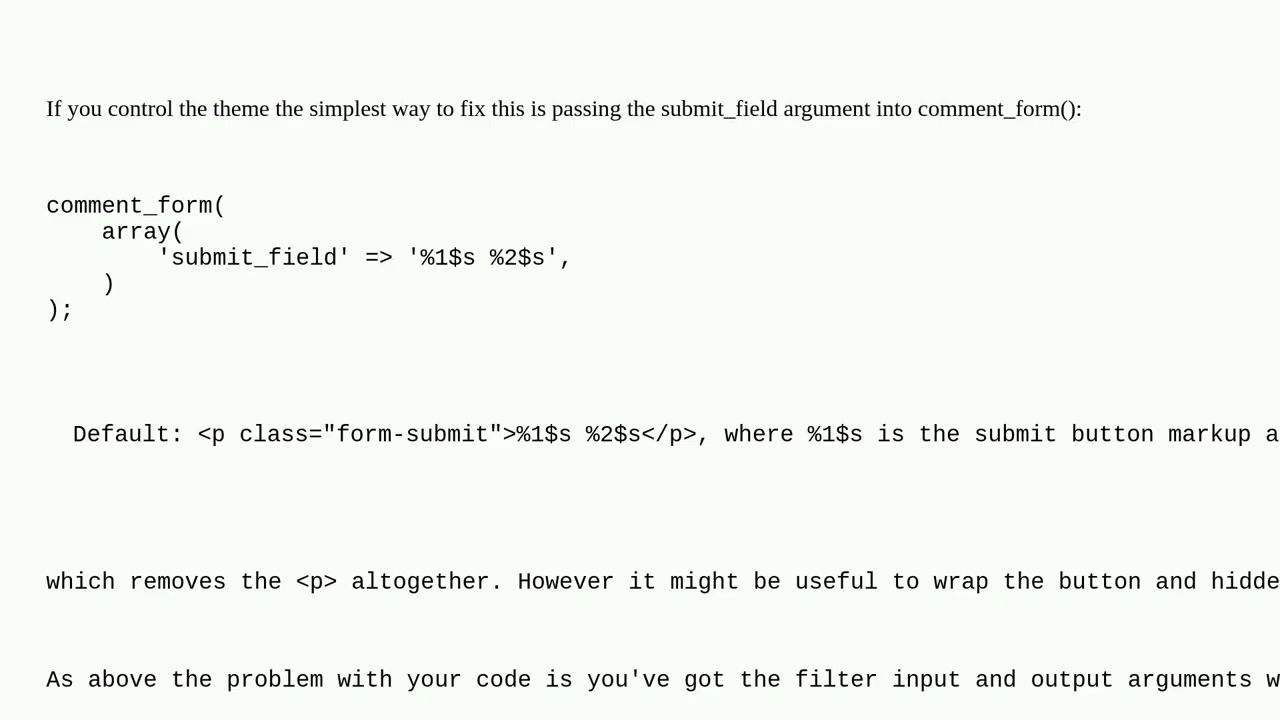 If you control the theme the simplest way to fix this is passing the submit_field argument into comment_form():
comment_form(
    array(
        'submit_field' => '%1$s %2$s',
    )
);
Default: <p class="form-submit">%1$s %2$s</p>, where %1$s is the submit button markup
which removes the <p> altogether. However it might be useful to wrap the button and
As above the problem with your code is you've got the filter input and output arguments